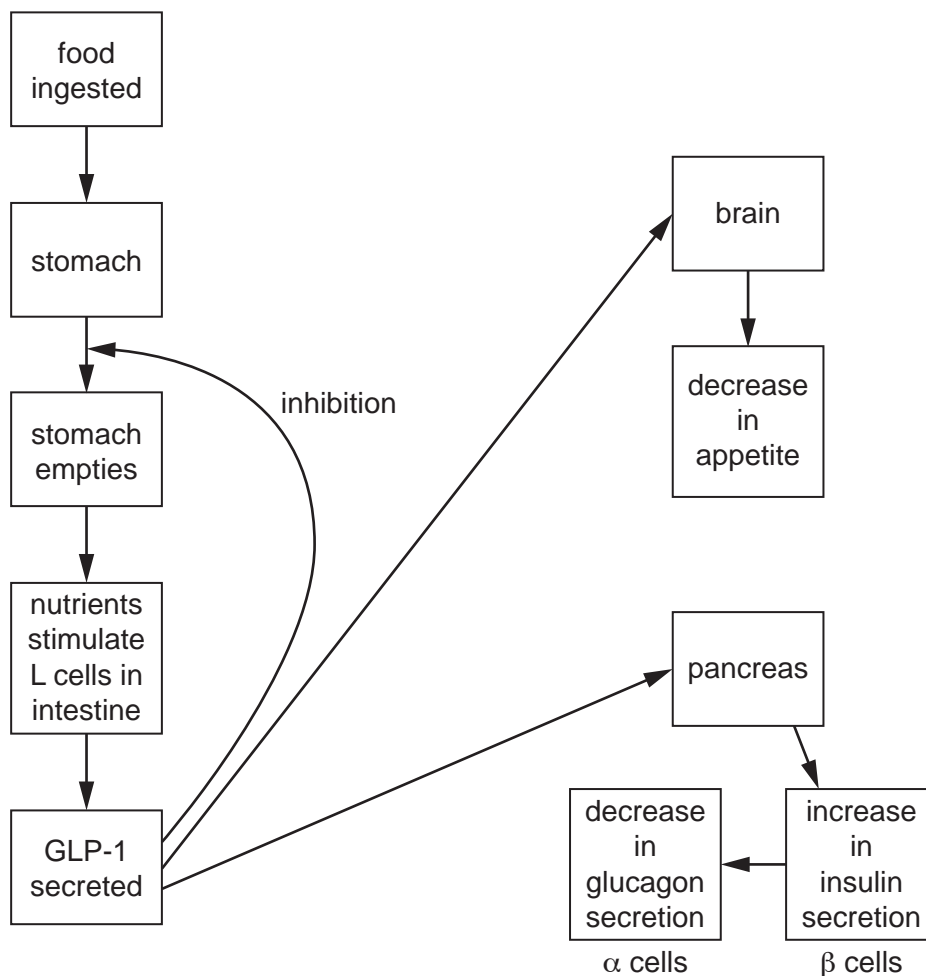 food
ingested
stomach
stomach
empties
nutrients
stimulate
L cells in
intestine
GLP-1
secreted
inhibition
brain
decrease
in
appetite
pancreas
decrease
in
glucagon
secretion
increase
in
insulin
secretion
α cells
β cells